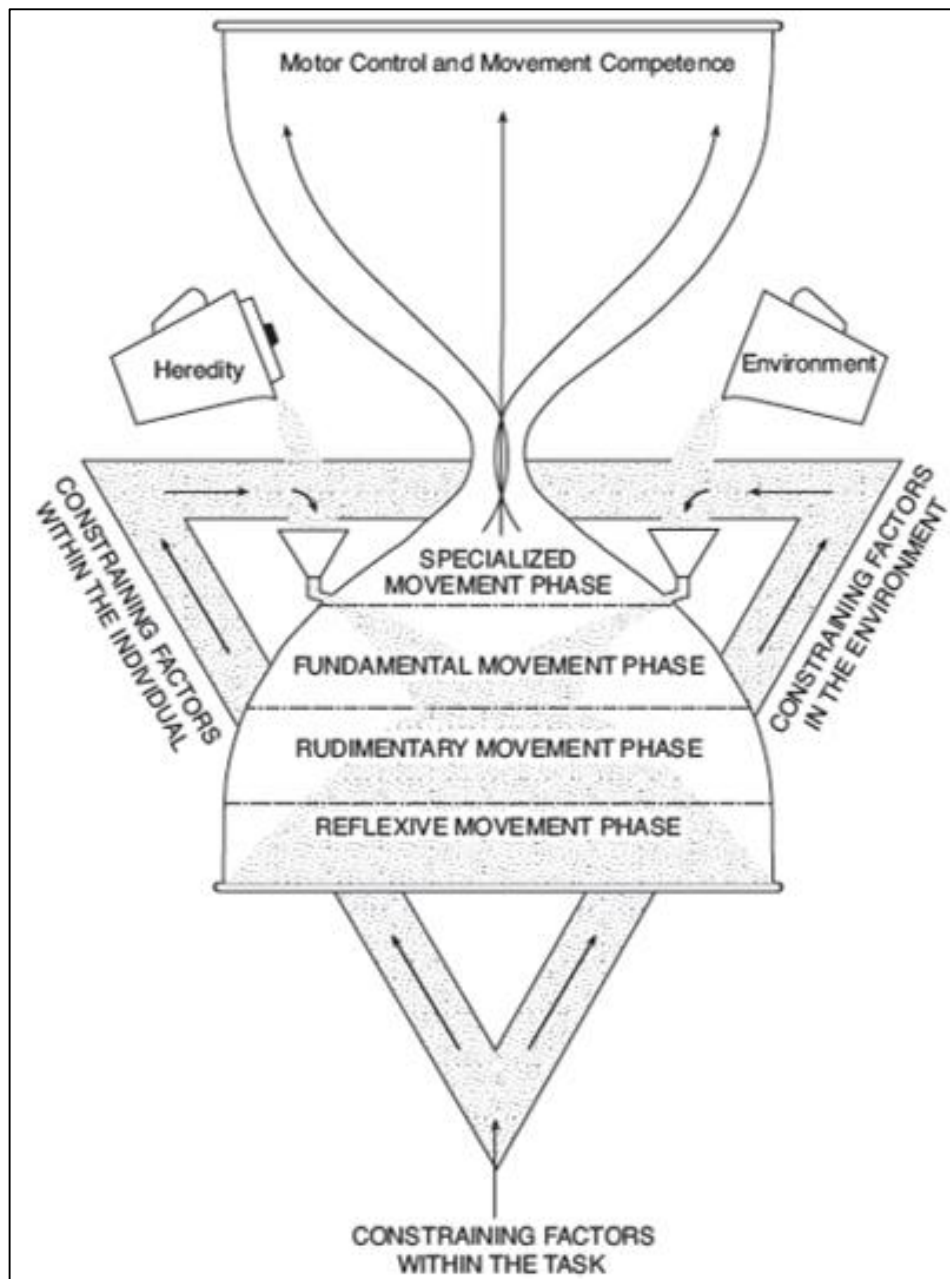 Motor Control and Movement Competence
Heredity
Environment
CONSTRAINING FACTORS
WITHIN THE INDIVIDUAL
CONSTRAINING FACTORS
IN THE ENVIRONMENT
SPECIALIZED
MOVEMENT PHASE
FUNDAMENTAL MOVEMENT PHASE
RUDIMENTARY MOVEMENT PHASE
REFLEXIVE MOVEMENT PHASE
CONSTRAINING FACTORS
WITHIN THE TASK